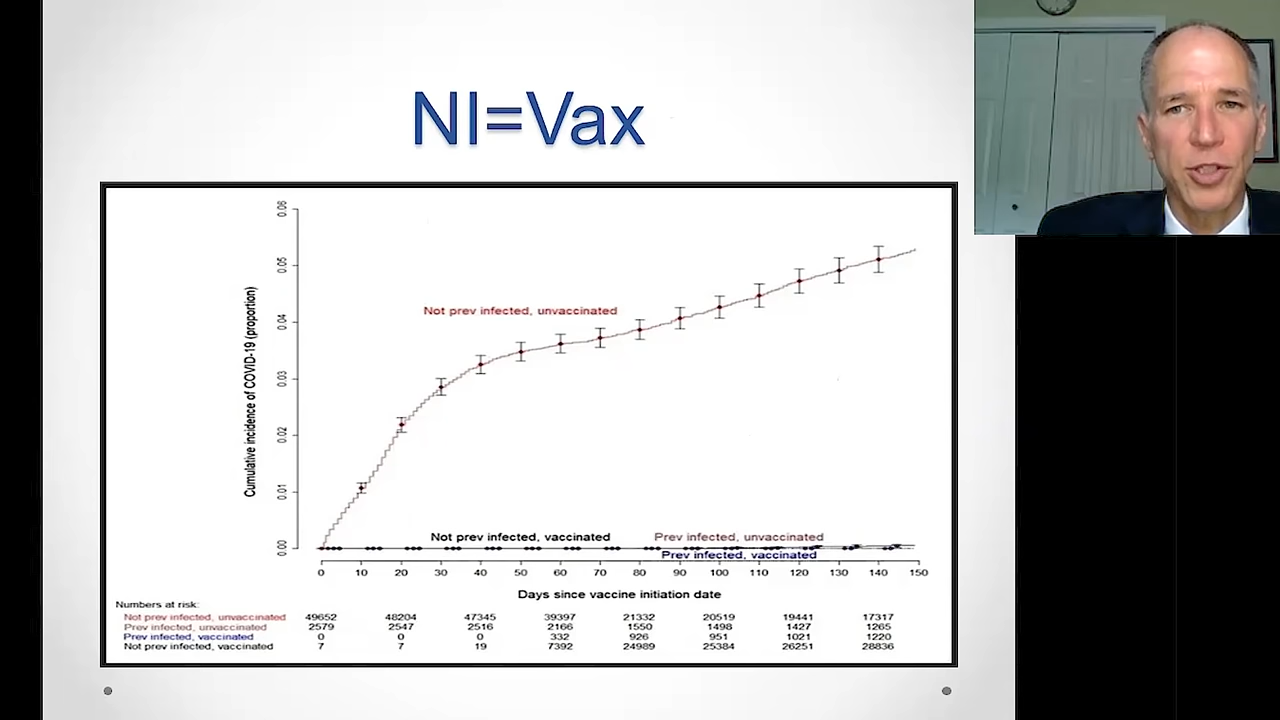 NI=Vax
0.06
0.05
0.04
0.03
0.02
0.01
0.00
Cumulative incidence of COVID-19 (proportion)
Not prev infected, unvaccinated
Not prev infected, vaccinated
Prev infected, unvaccinated
Prev infected, vaccinated
0 10 20 30 40 50 60 70 80 90 100 110 120 130 140 150
Days since vaccine initiation date
Numbers at risk:
Not prev infected, unvaccinated 49652 48204 47345 39397 21332 20519 19441 17317
Prev infected, unvaccinated 2579 2547 2516 2166 1550 1498 1427 1265
Prev infected, vaccinated 0 0 0 332 926 951 1021 1220
Not prev infected, vaccinated 7 7 19 7392 24989 25384 26251 28836